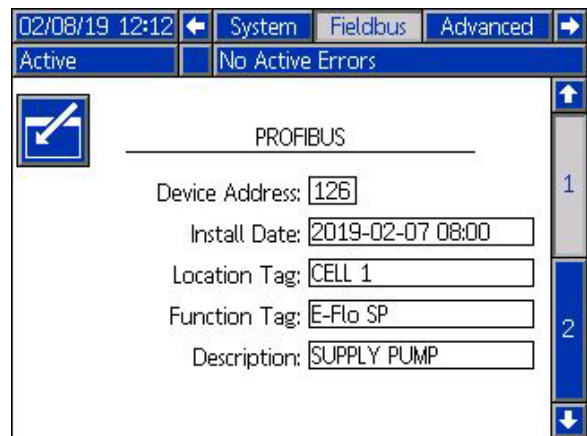 02/08/19 12:12 System Fieldbus Advanced
Active No Active Errors
PROFIBUS
1
Device Address: 126
Install Date: 2019-02-07 08:00
Location Tag: CELL 1
Function Tag: E-Flo SP
2
Description: SUPPLY PUMP